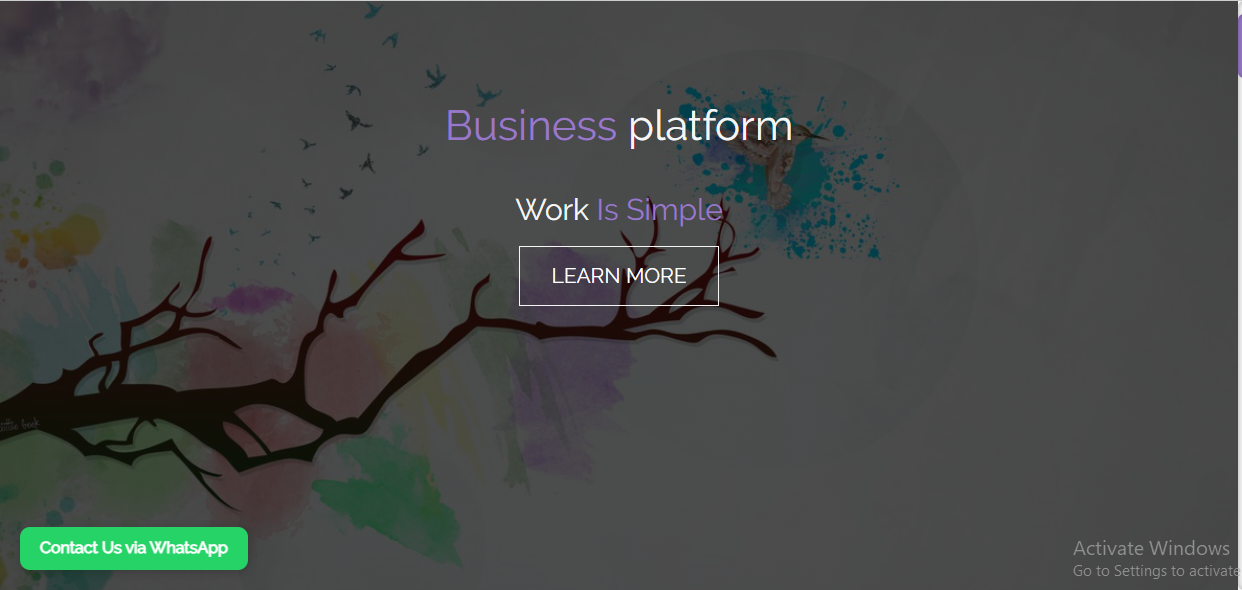 Business platform
Work Is Simple
LEARN MORE
Contact Us via WhatsApp
Activate Windows
Go to Settings to activate